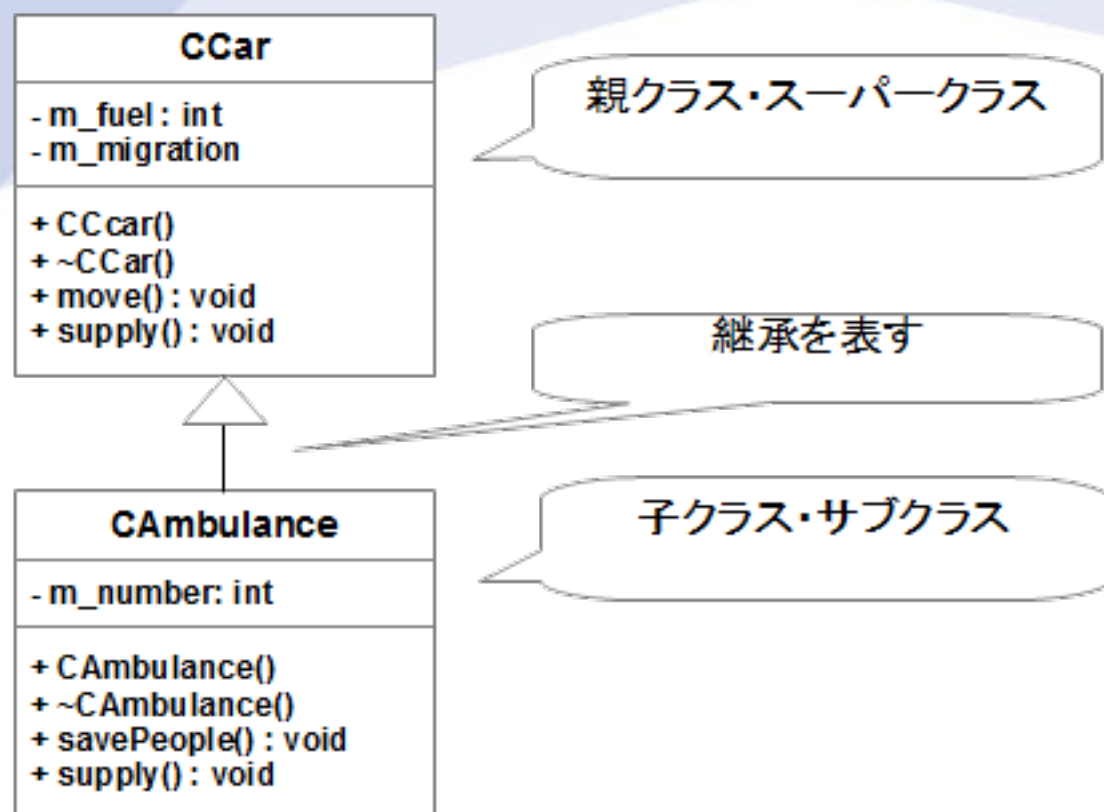 CCar
- m_fuel : int
- m_migration
+ CCcar()
+ ~CCar()
+ move() : void
+ supply() : void
親クラス・スーパークラス
継承を表す
CAmbulance
- m_number: int
+ CAmbulance()
+ ~CAmbulance()
+ savePeople() : void
+ supply() : void
子クラス・サブクラス